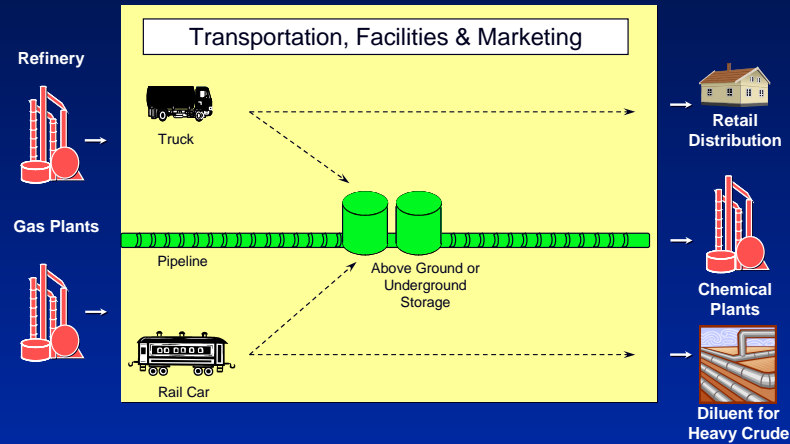 Transportation, Facilities & Marketing
Refinery
Truck
Retail
Distribution
Gas Plants
Pipeline
Above Ground or
Underground
Storage
Chemical
Plants
Rail Car
Diluent for
Heavy Crude